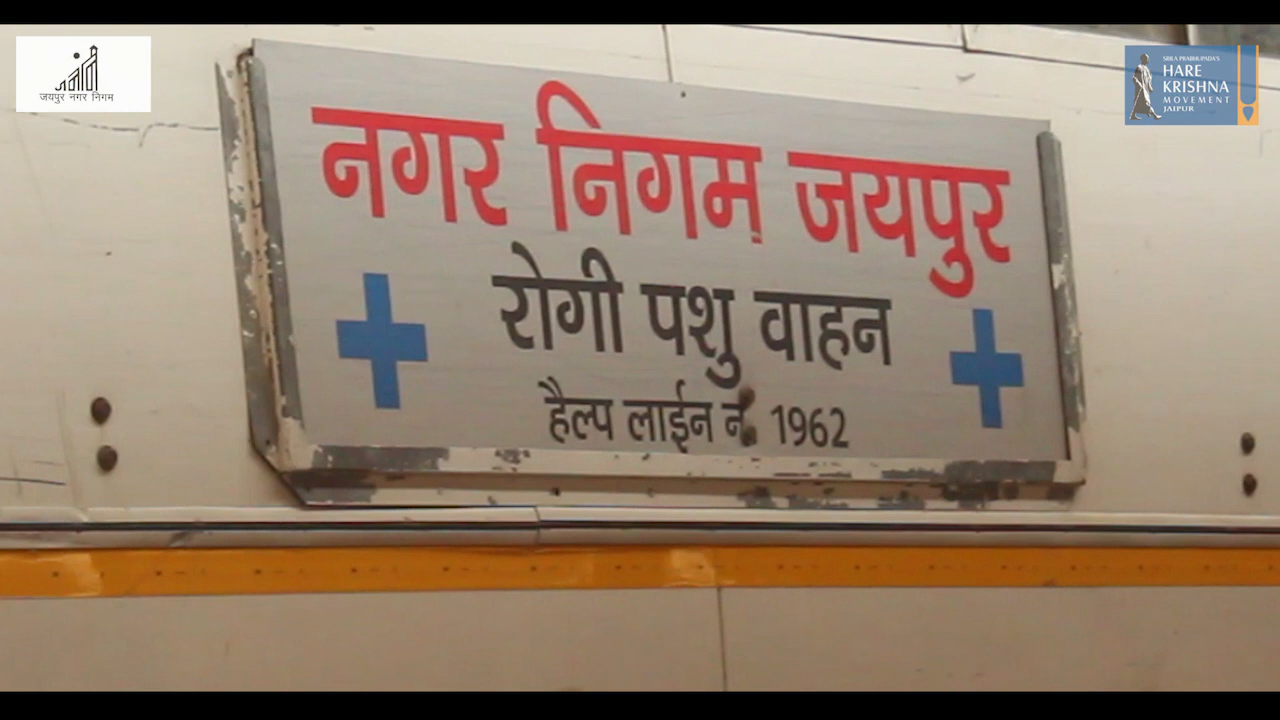 जयपुर नगर निगम
SRILA PRABHUPADA'S
HARE
KRISHNA
MOVEMENT
JAIPUR
नगर निगम जयपुर
रोगी पशु वाहन
हैल्प लाईन नं. 1962